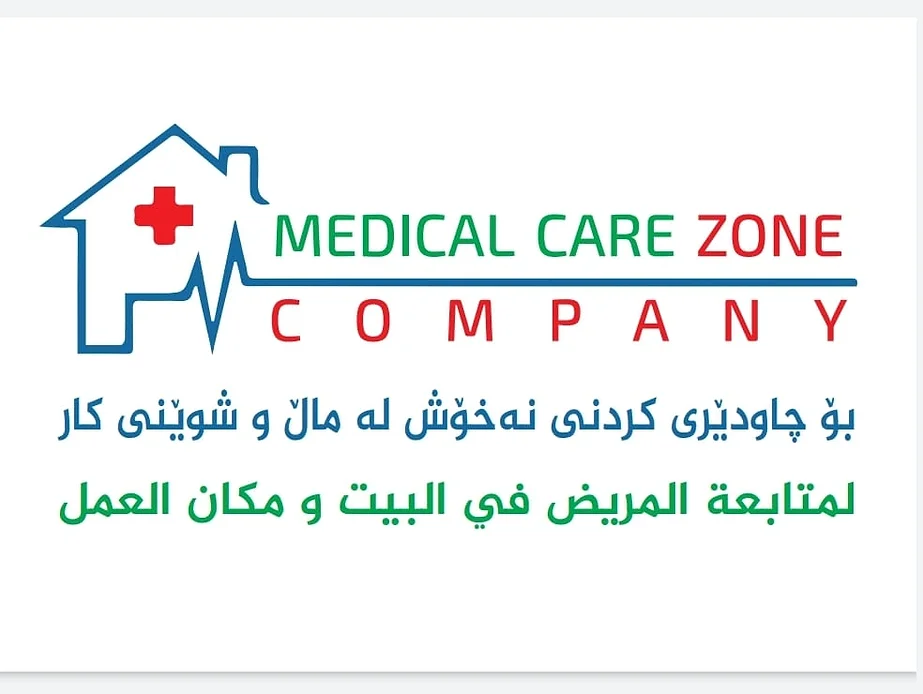 MEDICAL CARE ZONE
COMPANY
بۆ چاودێری کردنی نەخۆش لە ماڵ و شوێنی کار
لمتابعة المريض في البيت و مكان العمل